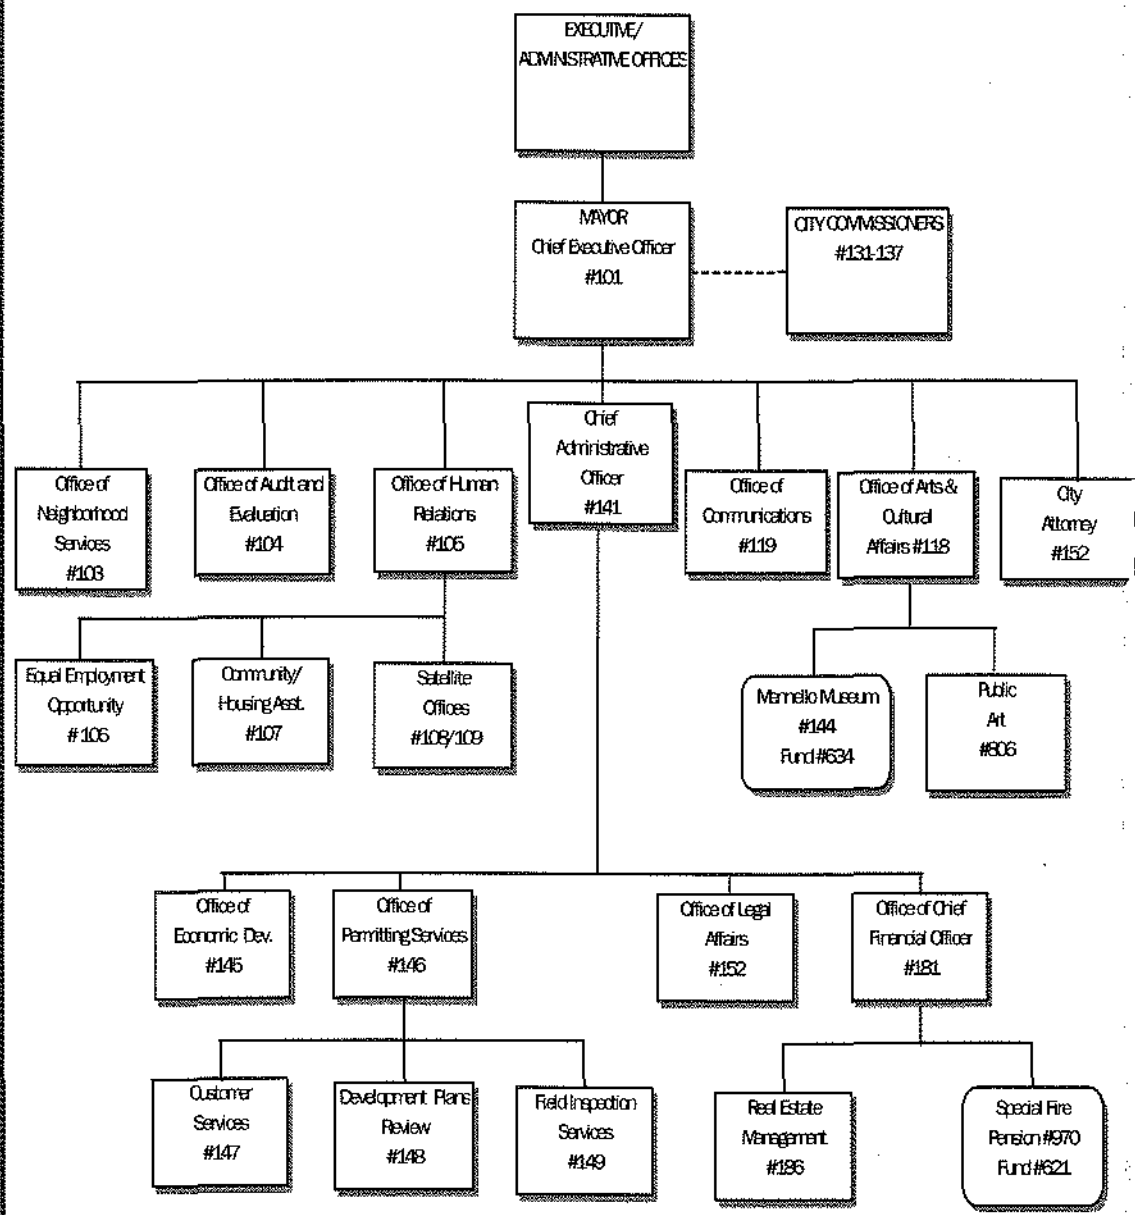 EXECUTIVE/
ADMINISTRATIVE OFFICES
MAYOR
Chief Executive Officer
#101
CITY COMMISSIONERS
#131-137
Office of
Neighborhood
Services
#103
Office of Audit and
Evaluation
#104
Office of Human
Relations
#105
Chief
Administrative
Officer
#141
Office of
Communications
#119
Office of Arts &
Cultural
Affairs #118
City
Attorney
#152
Equal Employment
Opportunity
#106
Community/
Housing Asst.
#107
Satellite
Offices
#108/109
Mennello Museum
#144
Fund #634
Public
Art
#806
Office of
Economic Dev.
#145
Office of
Permitting Services
#146
Office of Legal
Affairs
#152
Office of Chief
Financial Officer
#181
Customer
Services
#147
Development Plans
Review
#148
Field Inspection
Services
#149
Real Estate
Management
#186
Special Fire
Pension #970
Fund #621